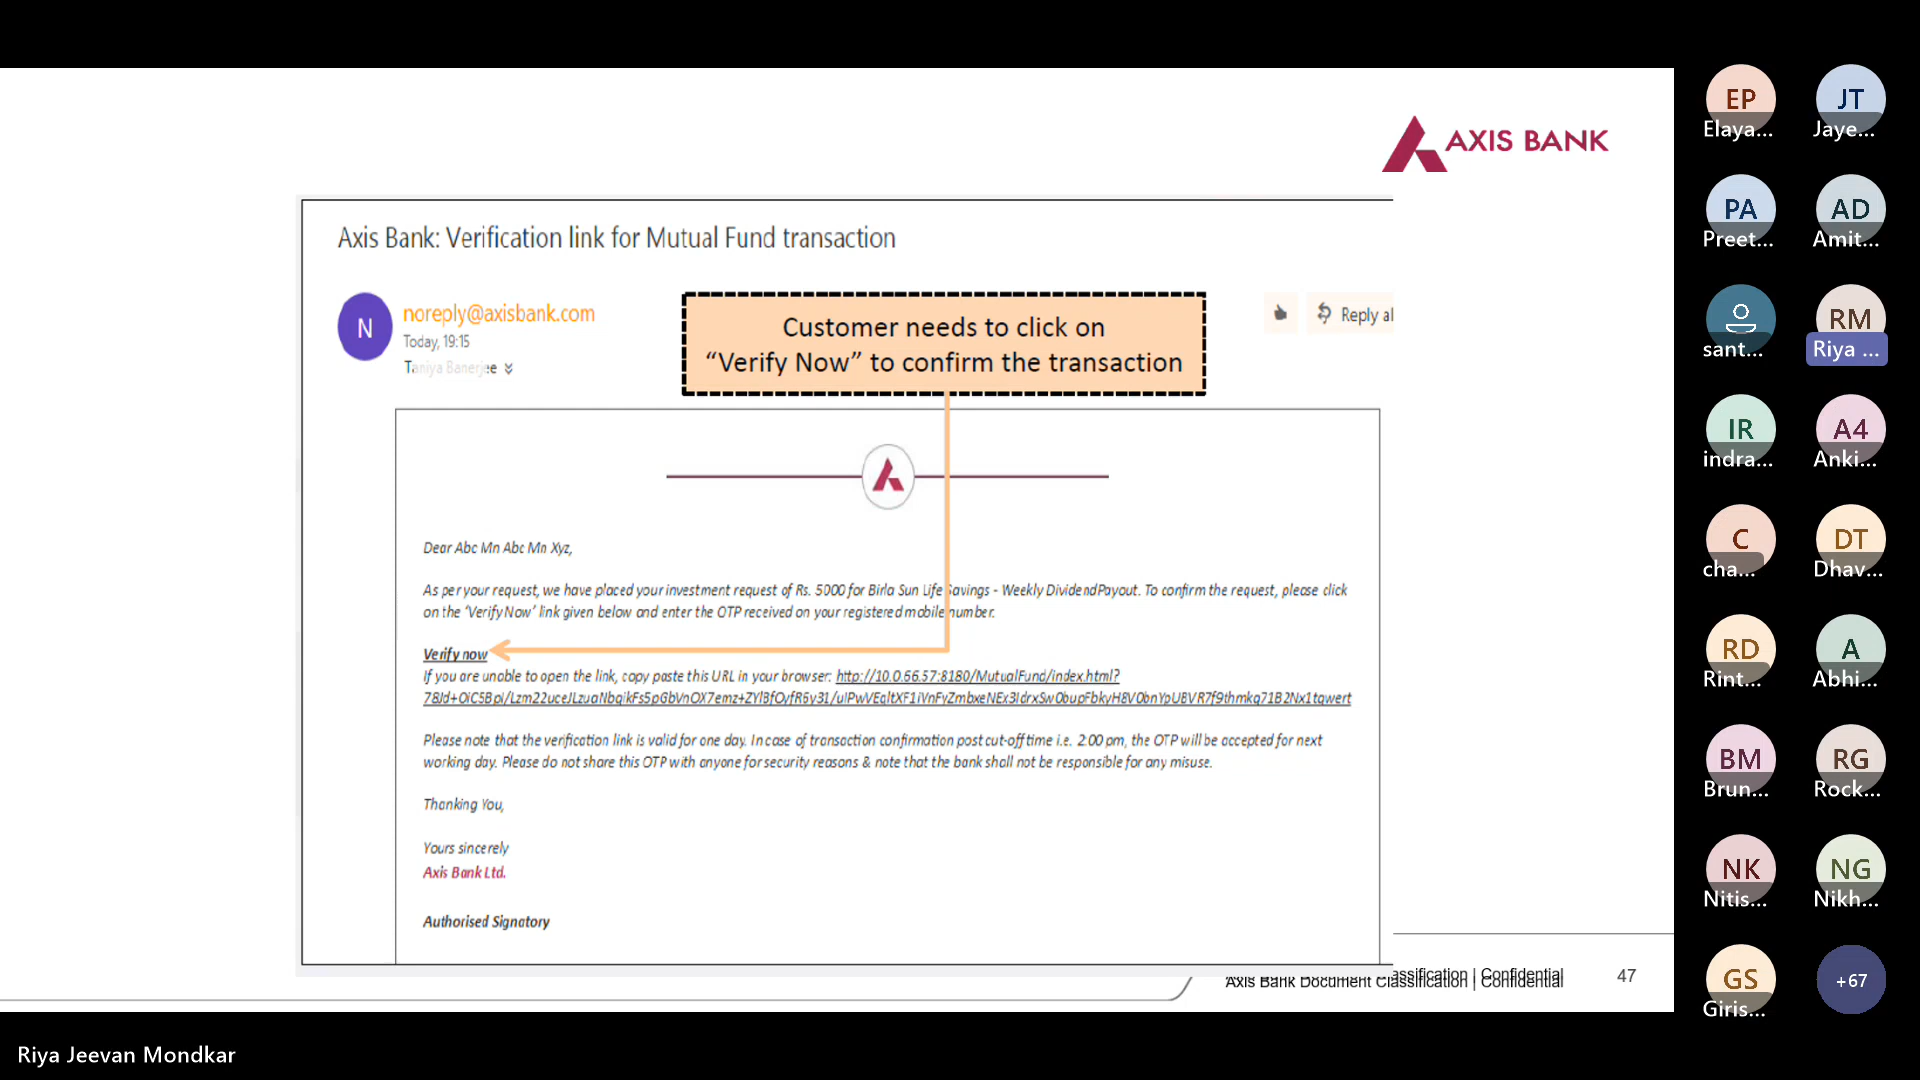 AXIS BANK
Axis Bank: Verification link for Mutual Fund transaction
N
noreply@axisbank.com
Today, 19:15
Taniya Banerjee
Customer needs to click on
“Verify Now” to confirm the transaction
Reply al
Dear Abc Mn Abc Mn Xyz,
As per your request, we have placed your investment request of Rs. 5000 for Birla Sun Life Savings - Weekly Dividend Payout. To confirm the request, please click
on the ‘Verify Now’ link given below and enter the OTP received on your registered mobile number.
Verify now
If you are unable to open the link, copy paste this URL in your browser: http://10.0.66.57:8180/MutualFund/index.html?
Please note that the verification link is valid for one day. In case of transaction confirmation post cut-off time i.e. 2:00 pm, the OTP will be accepted for next
working day. Please do not share this OTP with anyone for security reasons & note that the bank shall not be responsible for any misuse.
Thanking You,
Yours sincerely
Axis Bank Ltd.
Authorised Signatory
Axis Bank Document Classification | Confidential
47
EP
Elaya...
JT
Jaye...
PA
Preet...
AD
Amit...
sant...
RM
Riya ...
IR
indra...
A4
Anki...
C
cha...
DT
Dhav...
RD
Rint...
A
Abhi...
BM
Brun...
RG
Rock...
NK
Nitis...
NG
Nikh...
GS
Giris...
+67
Riya Jeevan Mondkar